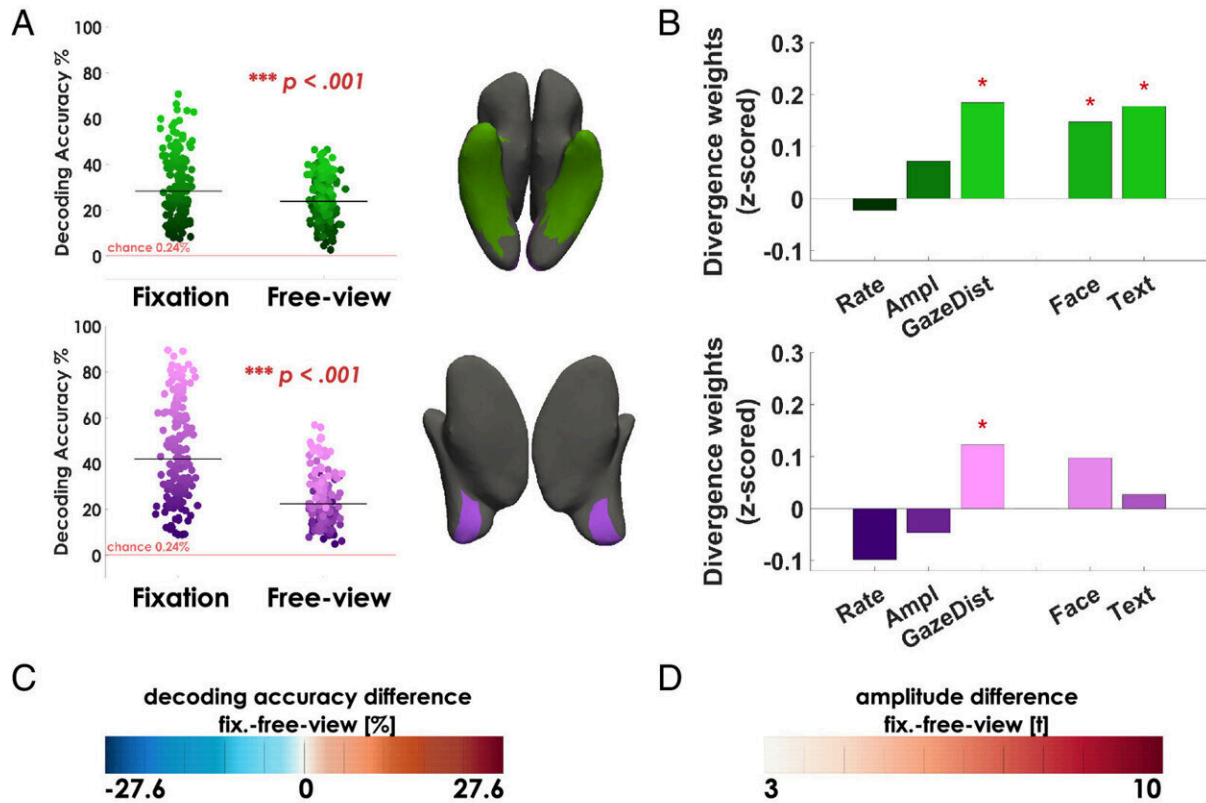 A
100
80
60
40
20
0
Decoding Accuracy %
*** p < .001
chance 0.24%
Fixation
Free-view
100
80
60
40
20
0
Decoding Accuracy %
*** p < .001
chance 0.24%
Fixation
Free-view
B
0.3
0.2
0.1
0
-0.1
Divergence weights
(z-scored)
*
*
*
Rate
Ampl
GazeDist
Face
Text
0.3
0.2
0.1
0
-0.1
Divergence weights
(z-scored)
*
Rate
Ampl
GazeDist
Face
Text
C
decoding accuracy difference
fix.-free-view [%]
-27.6
0
27.6
D
amplitude difference
fix.-free-view [t]
3
10